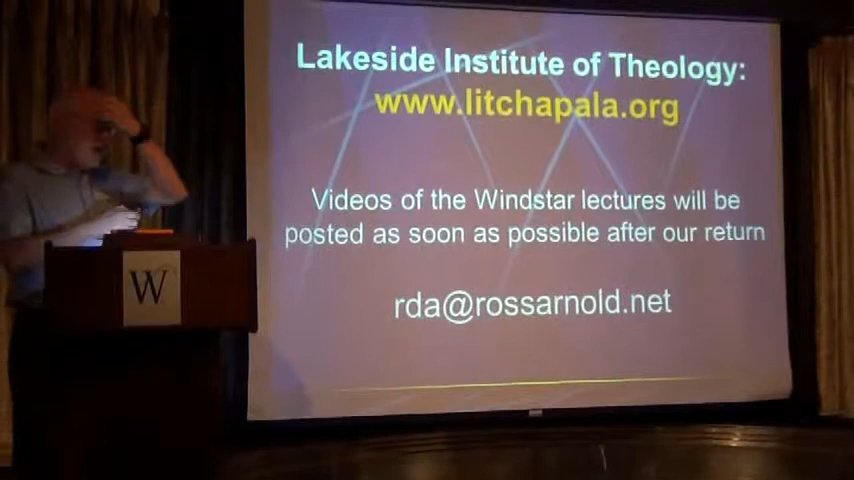 Lakeside Institute of Theology:
www.litchapala.org
Videos of the Windstar lectures will be
posted as soon as possible after our return
rda@rossarnold.net
W